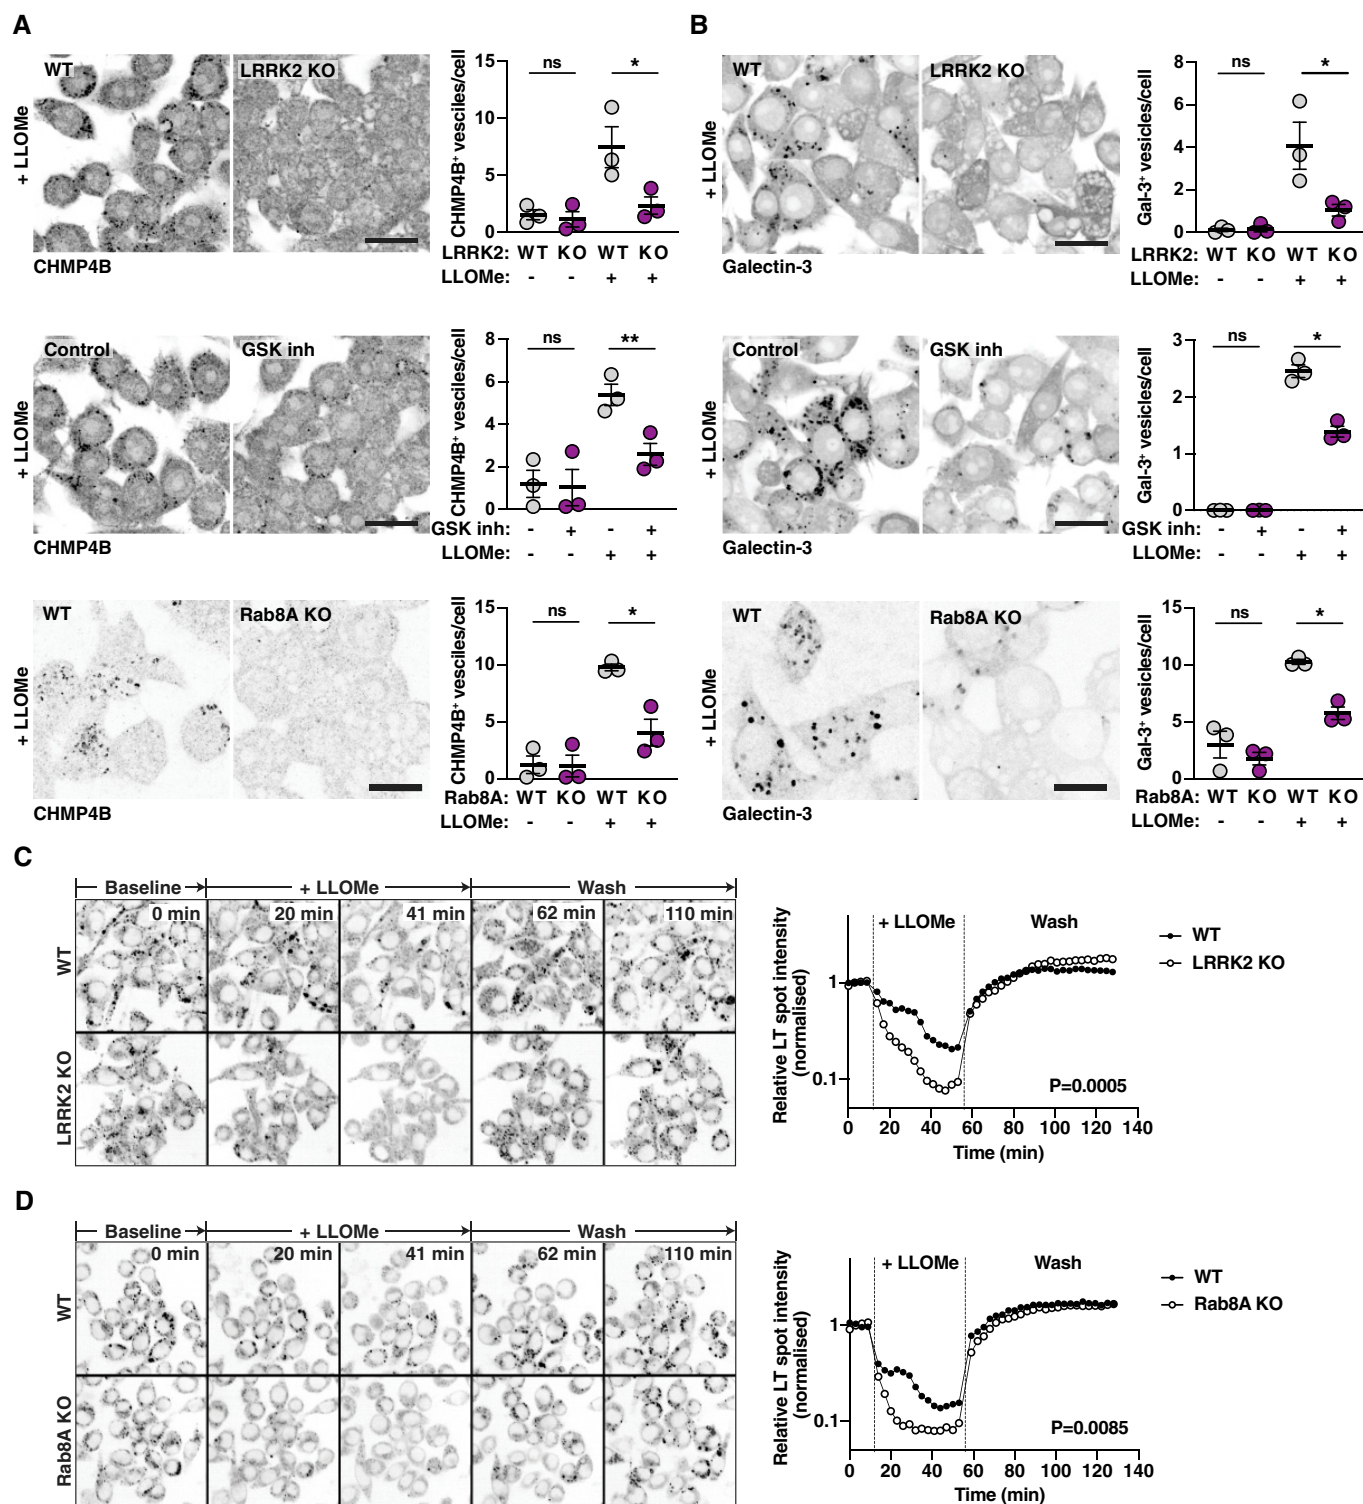 A
+ LLOMe
WT
LRRK2 KO
CHMP4B
CHMP4B+ vesciles/cell
15
10
5
0
ns
*
LRRK2: WT KO WT KO
LLOMe: - - + +
+ LLOMe
Control
GSK inh
CHMP4B
CHMP4B+ vesciles/cell
8
6
4
2
0
ns
**
GSK inh: - + - +
LLOMe: - - + +
+ LLOMe
WT
Rab8A KO
CHMP4B
CHMP4B+ vesciles/cell
15
10
5
0
ns
*
Rab8A: WT KO WT KO
LLOMe: - - + +
B
+ LLOMe
WT
LRRK2 KO
Galectin-3
Gal-3+ vesicles/cell
8
6
4
2
0
ns
*
LRRK2: WT KO WT KO
LLOMe: - - + +
+ LLOMe
Control
GSK inh
Galectin-3
Gal-3+ vesicles/cell
3
2
1
0
ns
*
GSK inh: - + - +
LLOMe: - - + +
+ LLOMe
WT
Rab8A KO
Galectin-3
Gal-3+ vesicles/cell
15
10
5
0
ns
*
Rab8A: WT KO WT KO
LLOMe: - - + +
C
Baseline + LLOMe Wash
0 min 20 min 41 min 62 min 110 min
WT
LRRK2 KO
Relative LT spot intensity
(normalised)
1
0.1
+ LLOMe Wash
P=0.0005
0 20 40 60 80 100 120 140
Time (min)
WT
LRRK2 KO
D
Baseline + LLOMe Wash
0 min 20 min 41 min 62 min 110 min
WT
Rab8A KO
Relative LT spot intensity
(normalised)
1
0.1
+ LLOMe Wash
P=0.0085
0 20 40 60 80 100 120 140
Time (min)
WT
Rab8A KO